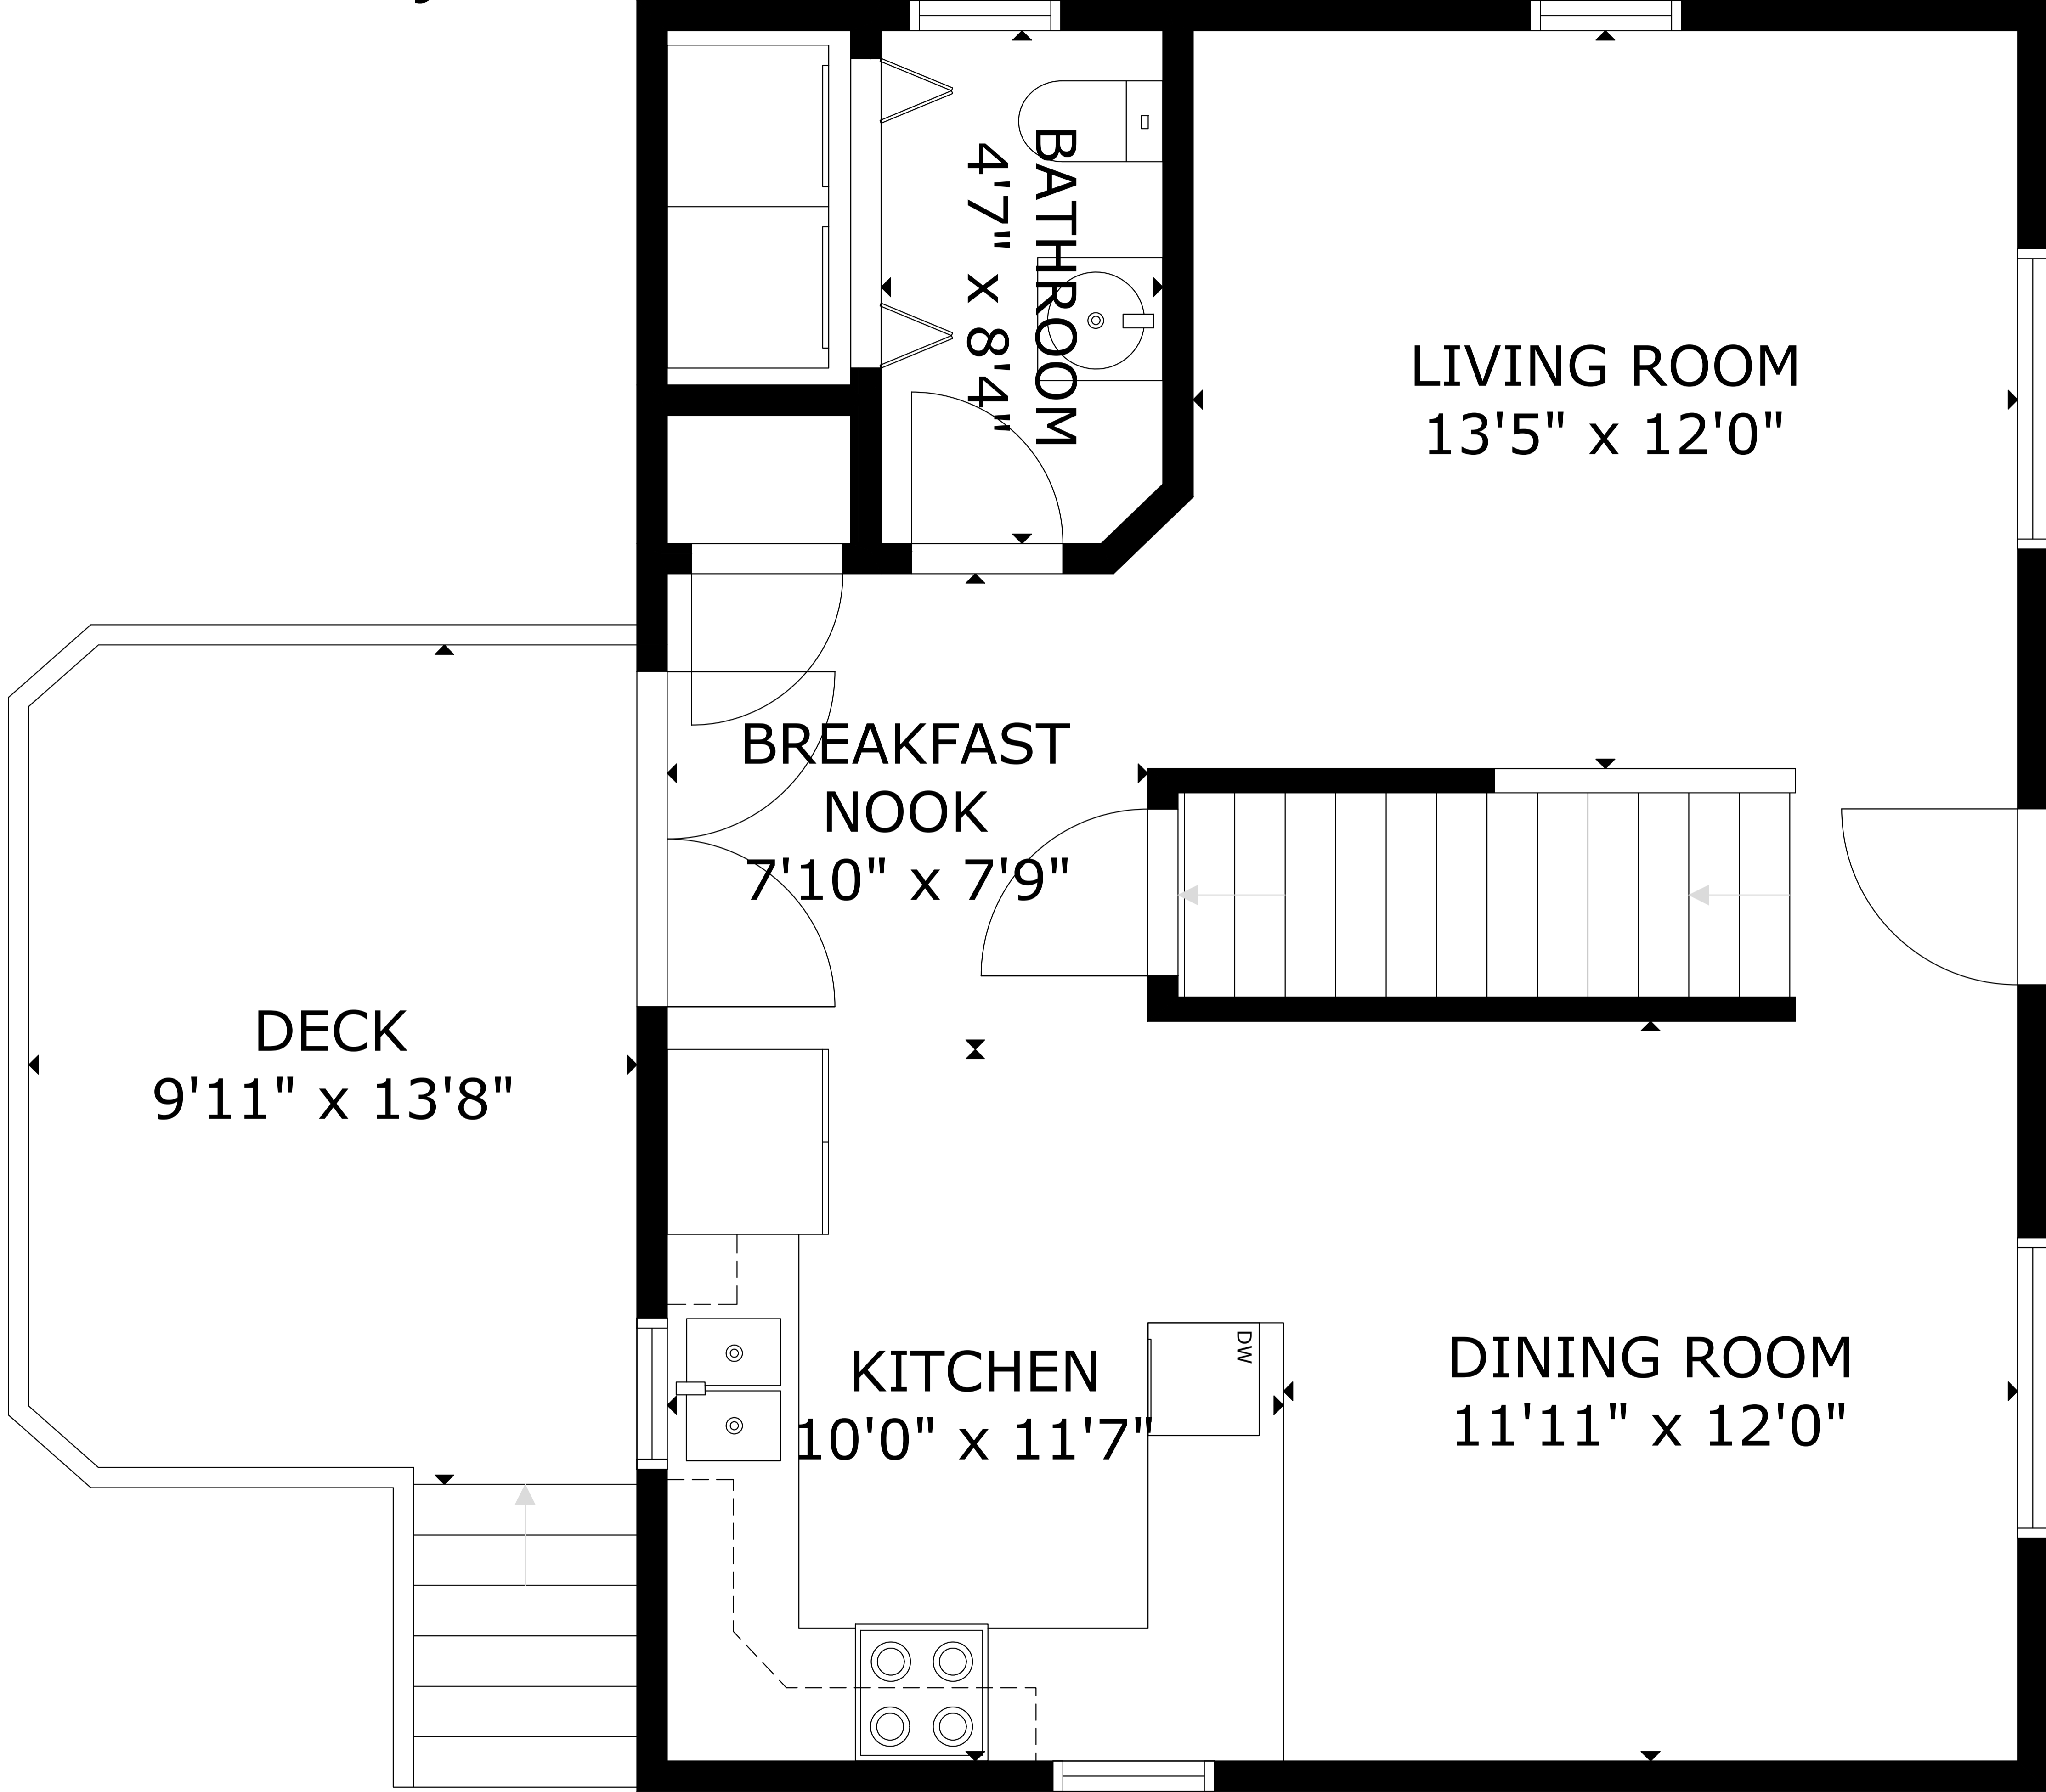 BATHROOM
4'7" x 8'4"
LIVING ROOM
13'5" x 12'0"
BREAKFAST
NOOK
7'10" x 7'9"
DECK
9'11" x 13'8"
KITCHEN
10'0" x 11'7"
DW
DINING ROOM
11'11" x 12'0"